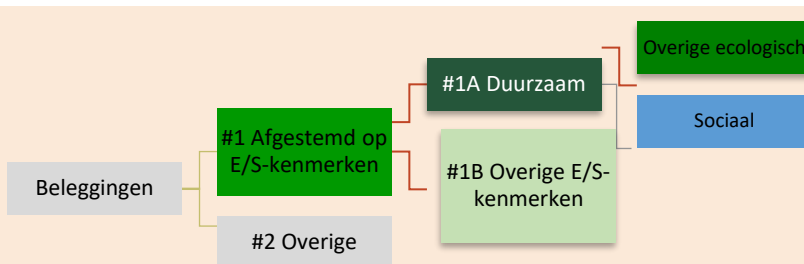 Beleggingen
#1 Afgestemd op
E/S-kenmerken
#2 Overige
#1A Duurzaam
#1B Overige E/S-
kenmerken
Overige ecologisch
Sociaal